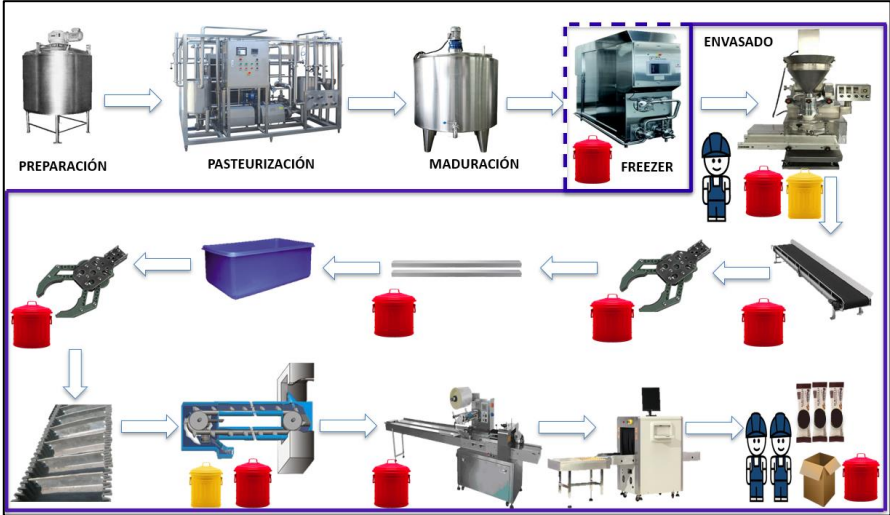 ENVASADO
PREPARACIÓN
PASTEURIZACIÓN
MADURACIÓN
FREEZER